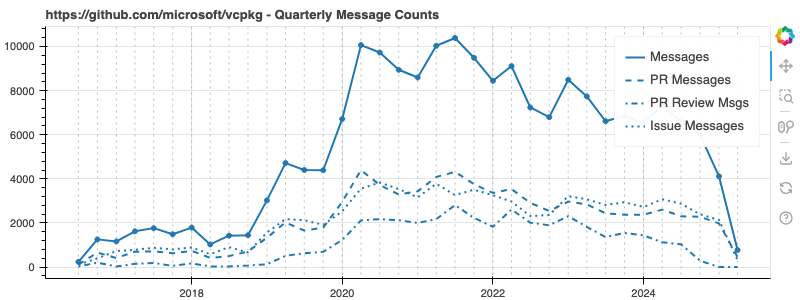 https://github.com/microsoft/vcpkg - Quarterly Message Counts
10000
8000
6000
4000
2000
0
2018
2020
2022
2024
Messages
PR Messages
PR Review Msgs
Issue Messages